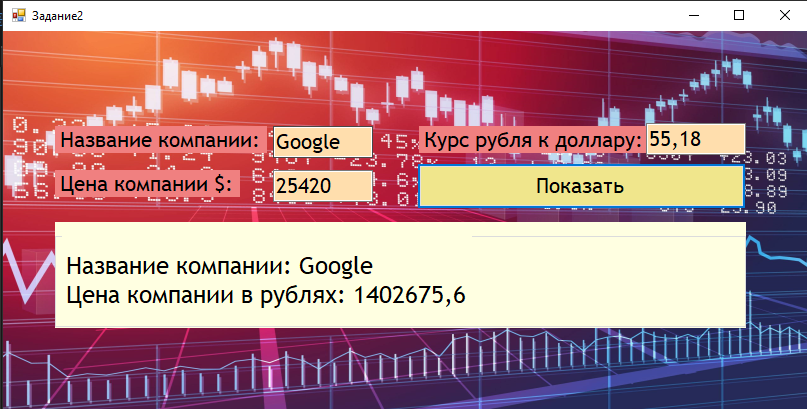 Задание2
Название компании: Google Курс рубля к доллару: 55,18
Цена компании $: 25420 Показать
Название компании: Google
Цена компании в рублях: 1402675,6